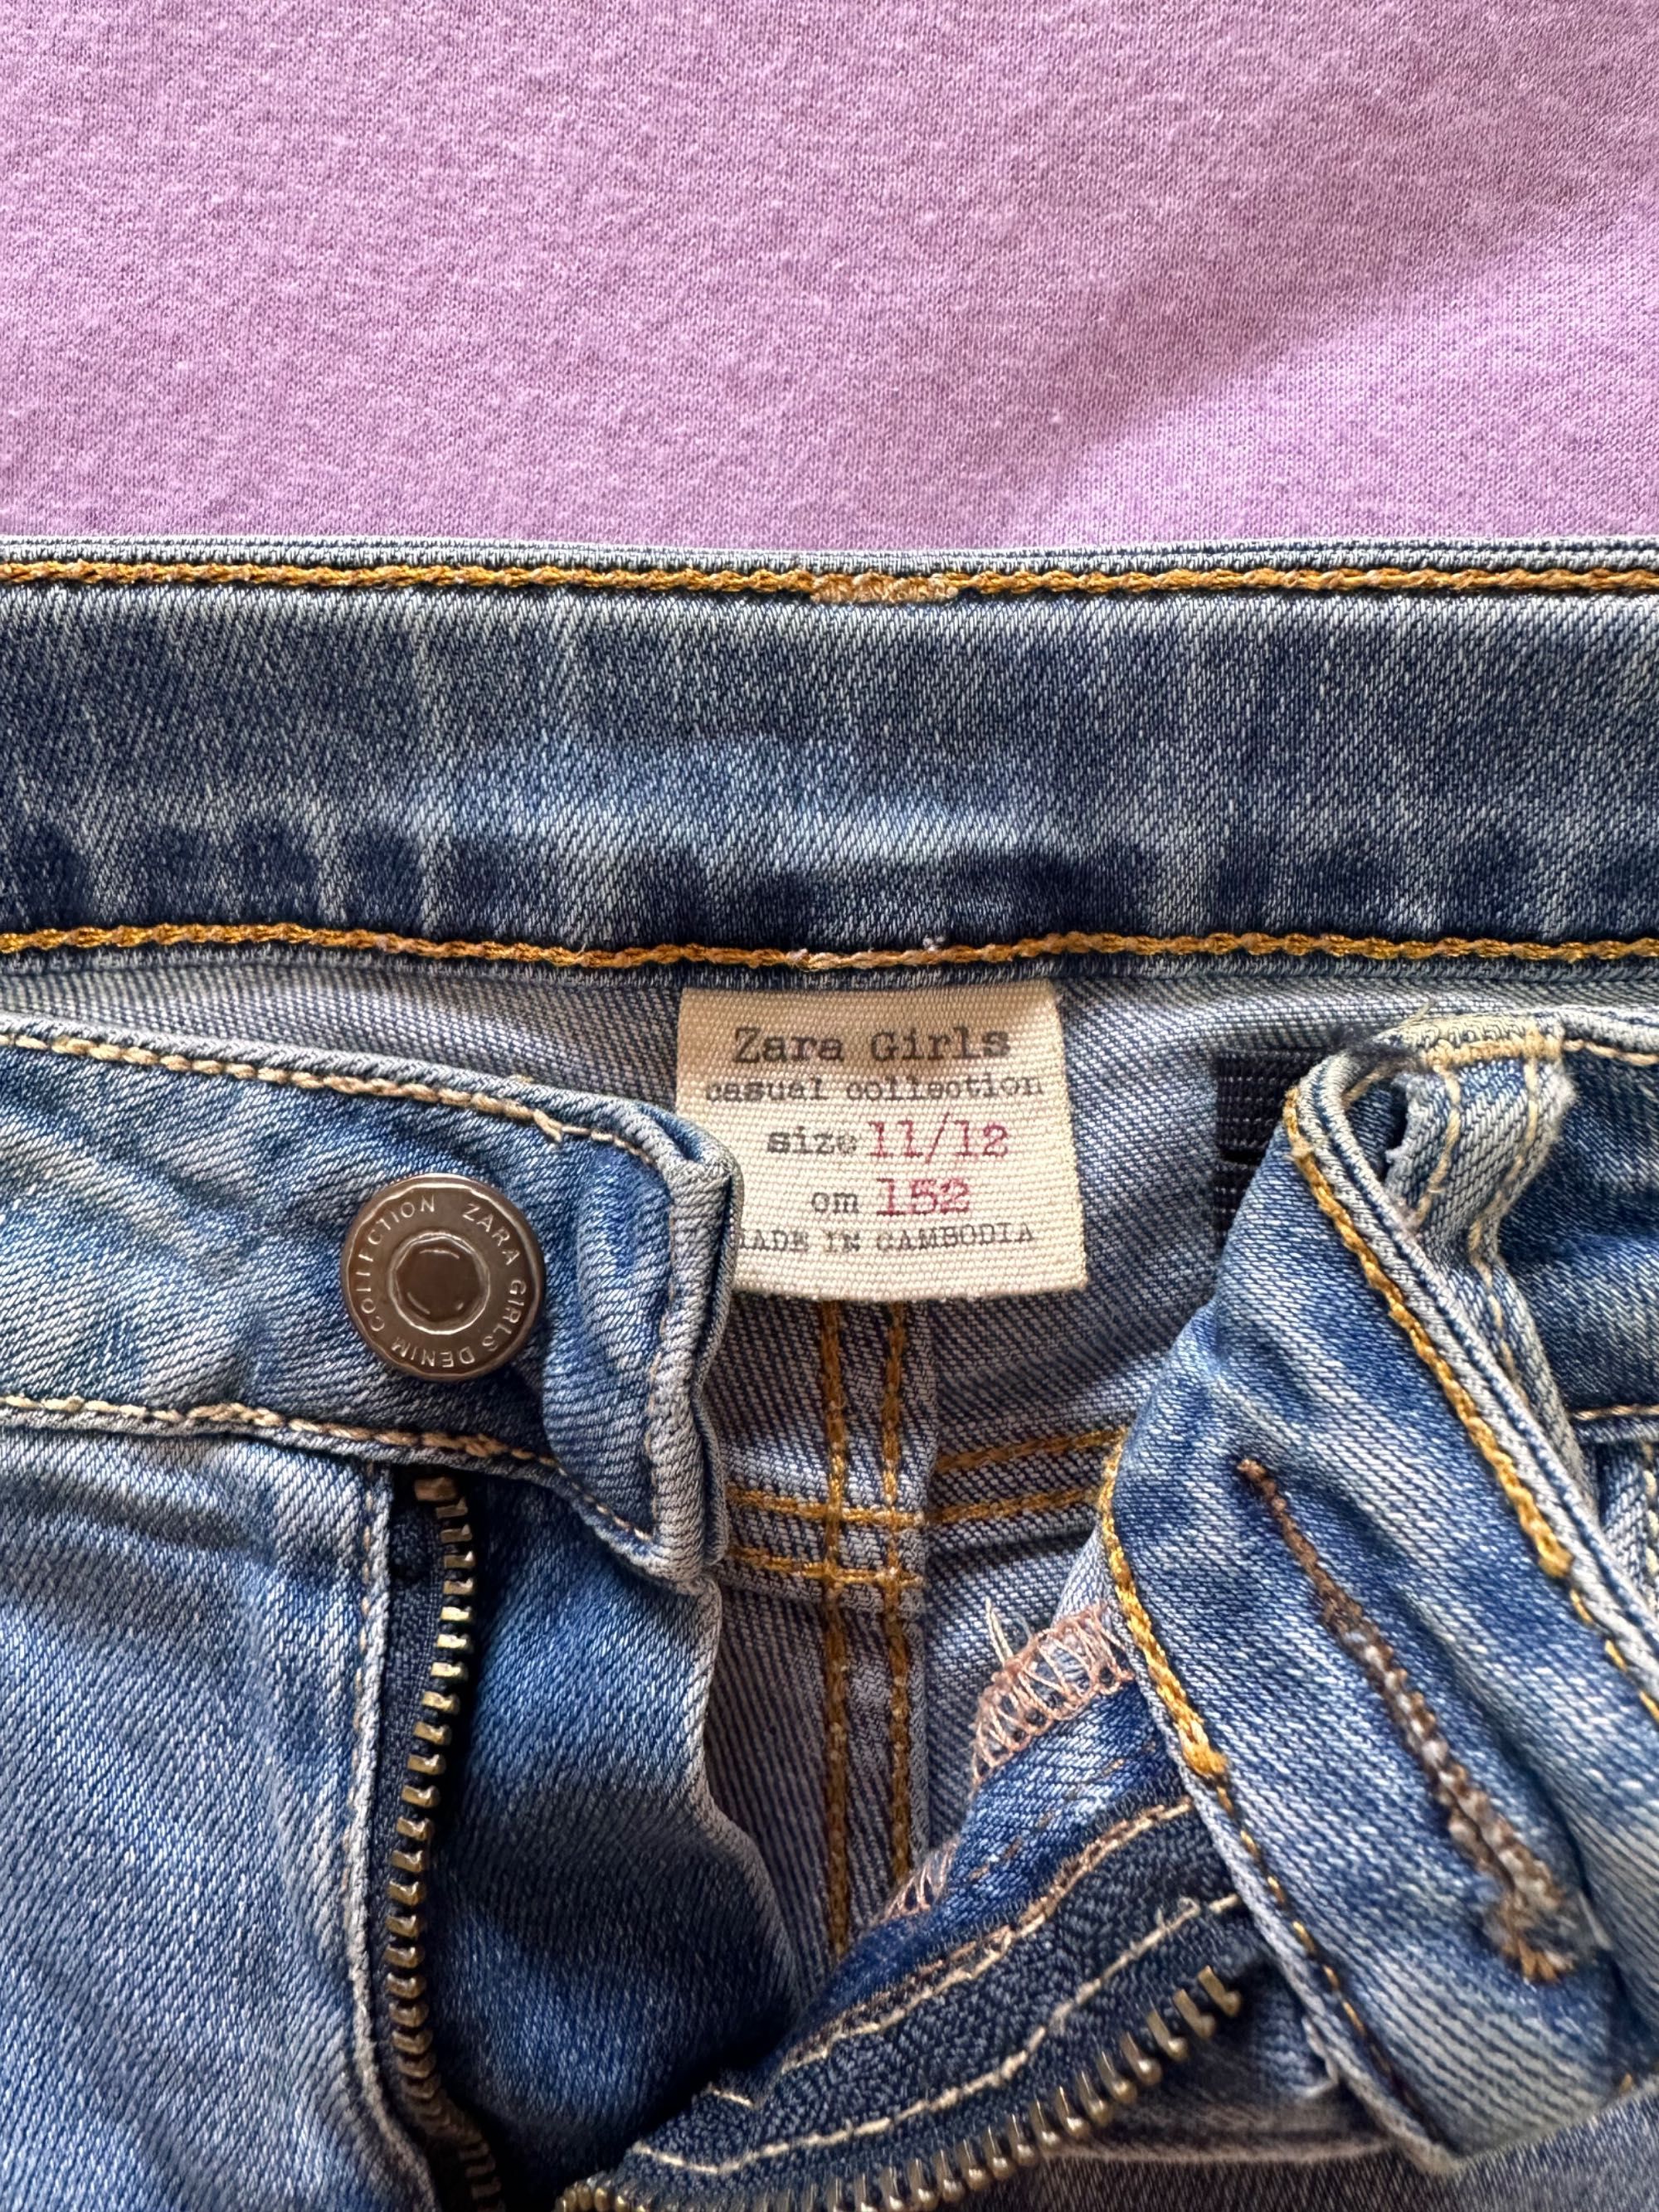 Zara Girls
casual collection
size 11/12
cm 152
MADE IN CAMBODIA
ZARA GIRLS DENIM COLLECTION